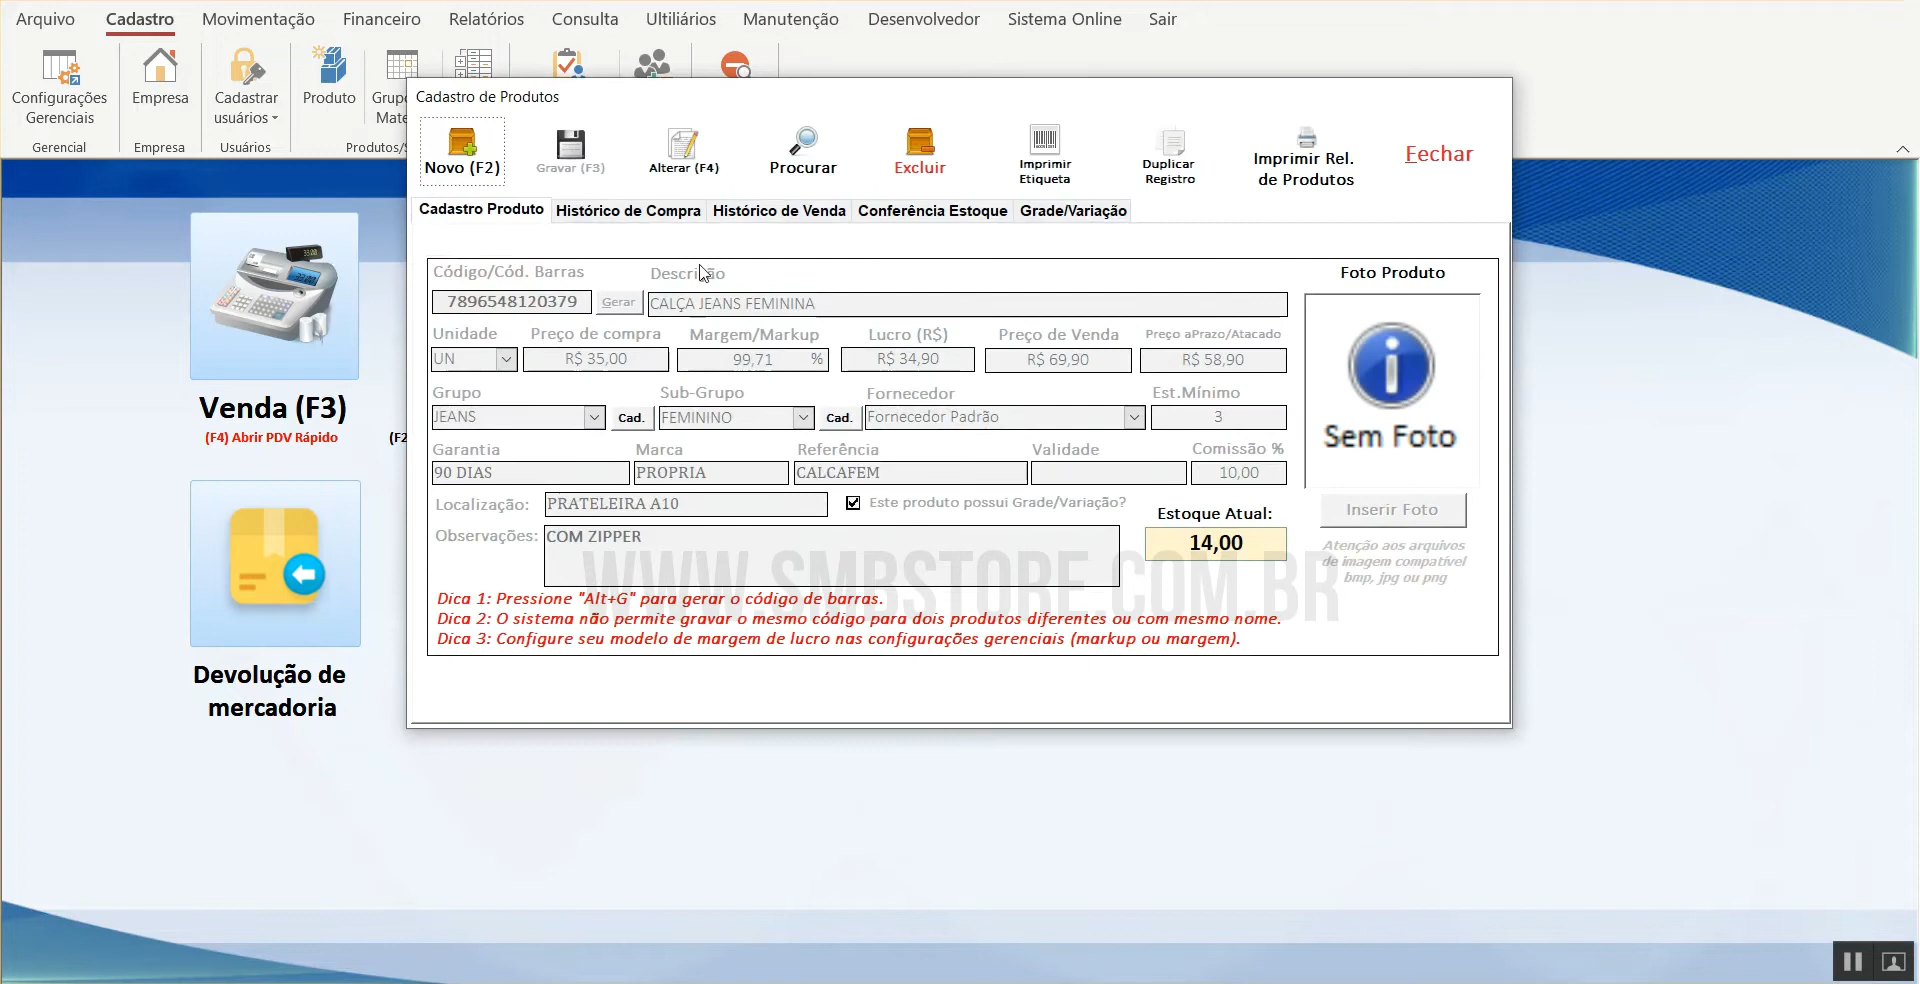 Arquivo Cadastro Movimentação Financeiro Relatórios Consulta Ultiliários Manutenção Desenvolvedor Sistema Online Sair
Configurações Gerenciais
Empresa
Cadastrar usuários
Produto
Grupo
Mate
Gerencial Empresa Usuários Produtos/S
Cadastro de Produtos
Novo (F2) Gravar (F3) Alterar (F4) Procurar Excluir
Imprimir Etiqueta
Duplicar Registro
Imprimir Rel. de Produtos
Fechar
Cadastro Produto Histórico de Compra Histórico de Venda Conferência Estoque Grade/Variação
Código/Cód. Barras Descrição Foto Produto
7896548120379 Gerar CALÇA JEANS FEMININA
Unidade Preço de compra Margem/Markup Lucro (R$) Preço de Venda Preço aPrazo/Atacado
UN R$ 35,00 99,71 % R$ 34,90 R$ 69,90 R$ 58,90
Grupo Sub-Grupo Fornecedor Est.Mínimo
JEANS Cad. FEMININO Cad. Fornecedor Padrão 3
Sem Foto
Garantia Marca Referência Validade Comissão %
90 DIAS PROPRIA CALCAFEM 10,00
Localização: PRATELEIRA A10 Este produto possui Grade/Variação?
Estoque Atual:
14,00
Inserir Foto
Observações: COM ZIPPER
Atenção aos arquivos
de imagem compatível
bmp, jpg ou png
WWW.SMBSTORE.COM.BR
Dica 1: Pressione "Alt+G" para gerar o código de barras.
Dica 2: O sistema não permite gravar o mesmo código para dois produtos diferentes ou com mesmo nome.
Dica 3: Configure seu modelo de margem de lucro nas configurações gerenciais (markup ou margem).
33.00
Venda (F3)
(F4) Abrir PDV Rápido
(F2
Devolução de
mercadoria